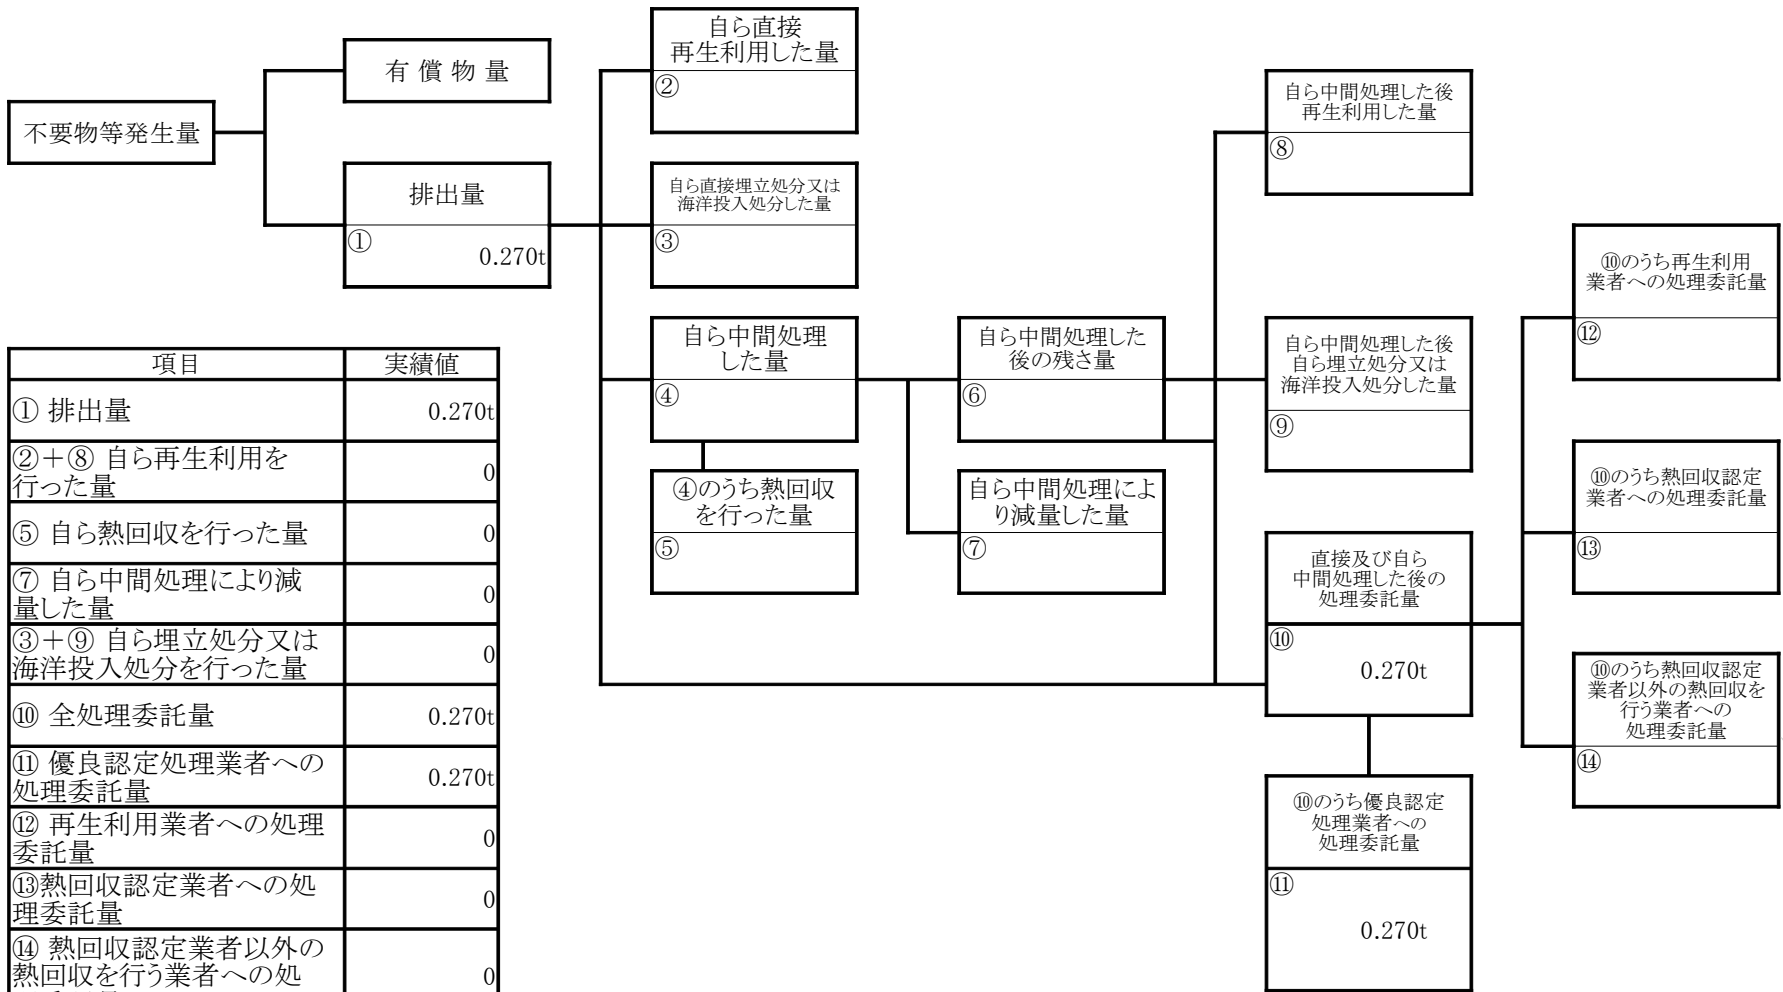 不要物等発生量
有 償 物 量
排出量
①
0.270t
自ら直接
再生利用した量
②
自ら直接埋立処分又は
海洋投入処分した量
③
自ら中間処理
した量
④
④のうち熱回収
を行った量
⑤
自ら中間処理した
後の残さ量
⑥
自ら中間処理によ
り減量した量
⑦
自ら中間処理した後
再生利用した量
⑧
自ら中間処理した後
自ら埋立処分又は
海洋投入処分した量
⑨
直接及び自ら
中間処理した後の
処理委託量
⑩
0.270t
⑩のうち優良認定
処理業者への
処理委託量
⑪
0.270t
⑩のうち再生利用
業者への処理委託量
⑫
⑩のうち熱回収認定
業者への処理委託量
⑬
⑩のうち熱回収認定
業者以外の熱回収を
行う業者への
処理委託量
⑭
項目 実績値
① 排出量 0.270t
②+⑧ 自ら再生利用を
行った量 0
⑤ 自ら熱回収を行った量 0
⑦ 自ら中間処理により減
量した量 0
③+⑨ 自ら埋立処分又は
海洋投入処分を行った量 0
⑩ 全処理委託量 0.270t
⑪ 優良認定処理業者への
処理委託量 0.270t
⑫ 再生利用業者への処理
委託量 0
⑬熱回収認定業者への処
理委託量 0
⑭ 熱回収認定業者以外の
熱回収を行う業者への処 0